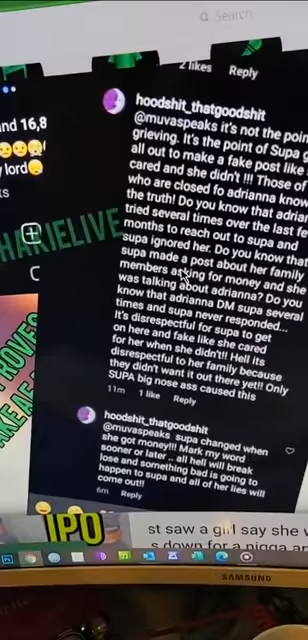 Search
2 likes Reply
nd 16,8
y lord
KS
HAKIELIVE
hoodshit_thatgoodshit
@muvaspeaks it's not the poin
grieving. It's the point of Supa g
all out to make a fake post like s
cared and she didn't !!! Those of
who are closed fo adrianna know
the truth! Do you know that adria
tried several times over the last fe
months to reach out to supa and
supa ignored her. Do you know that
supa made a post about her family
members asking for money and she
was talking about adrianna? Do you
know that adrianna DM supa several
times and supa never responded...
It's disrespectful for supa to get
on here and fake like she cared
for her when she didn't!! Hell its
disrespectful to her family because
they didn't want it out there yet!! Only
SUPA big nose ass caused this
11m 1 like Reply
hoodshit_thatgoodshit
@muvaspeaks supa changed when
she got money!!! Mark my word
sooner or later .. all hell will break
lose and something bad is going to
happen to supa and all of her lies will
come out!!
6m Reply
PROVES
AKE AF
IPO
st saw a girl say she w
s down for a nigga an
SAMSUNG